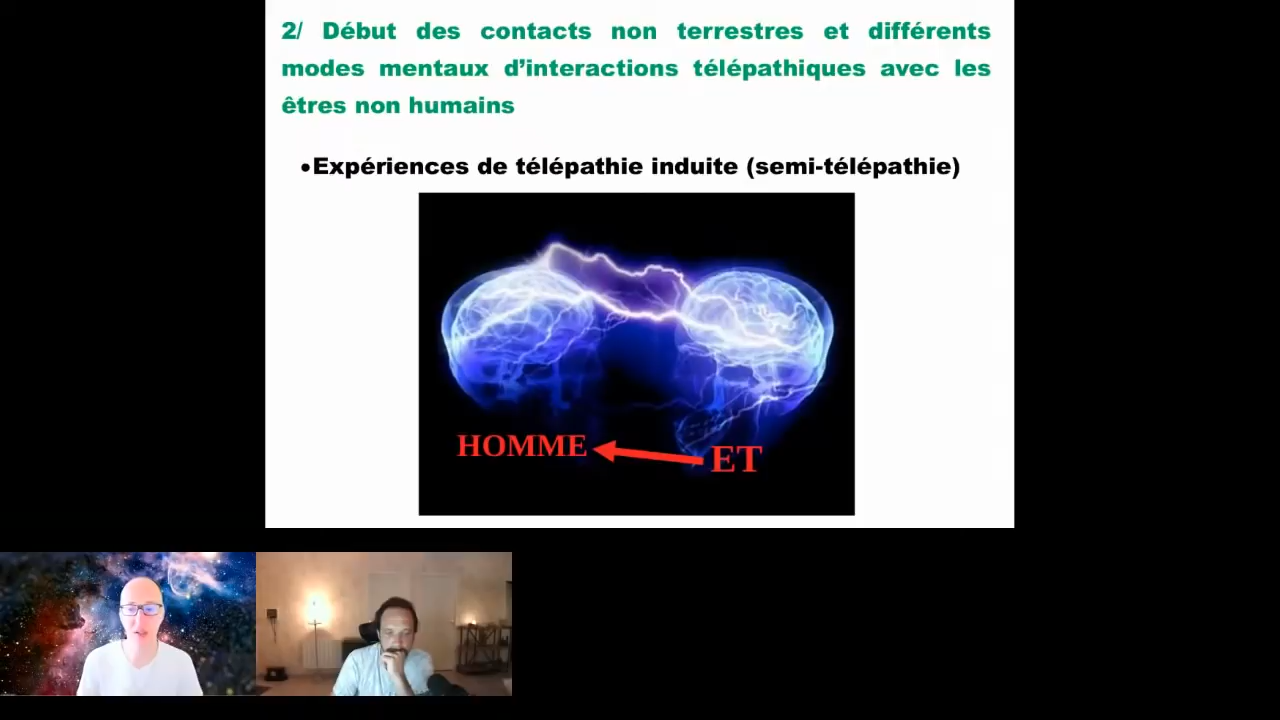 2/ Début des contacts non terrestres et différents
modes mentaux d’interactions télépathiques avec les
êtres non humains
•Expériences de télépathie induite (semi-télépathie)
HOMME
ET